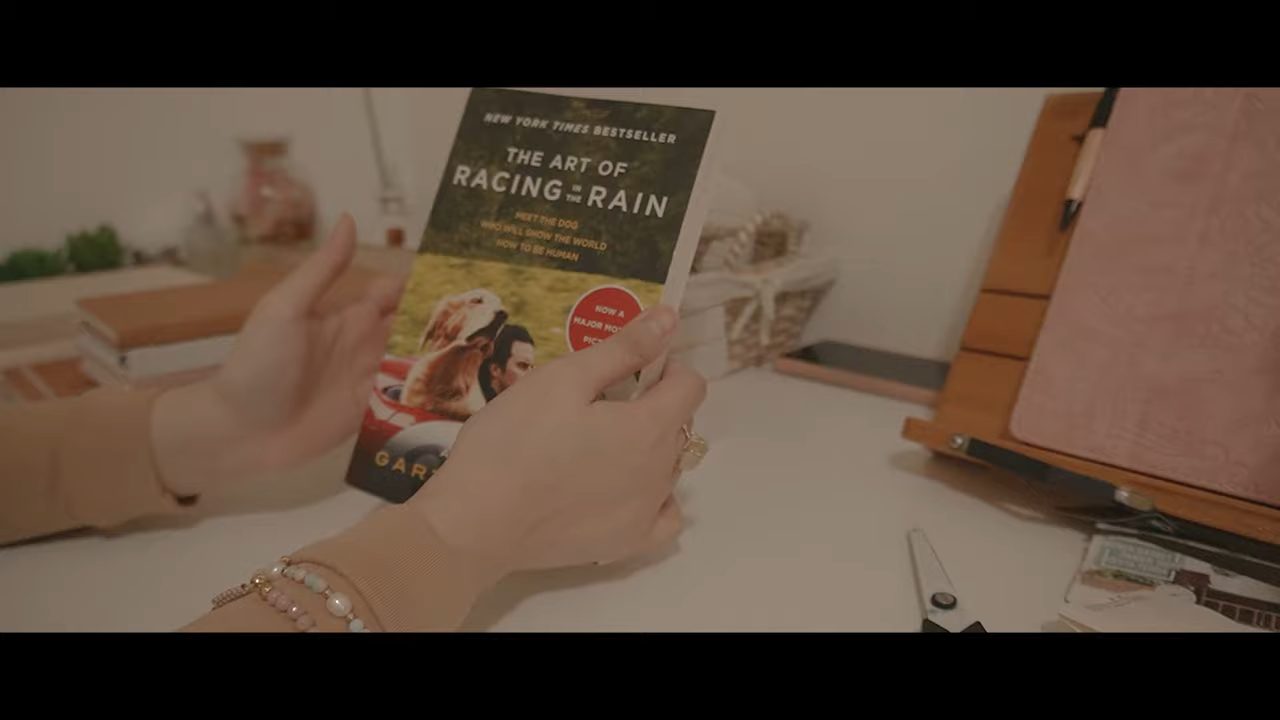 NEW YORK TIMES BESTSELLER
THE ART OF
RACING IN THE RAIN
MEET THE DOG
WHO WILL SHOW THE WORLD
HOW TO BE HUMAN
NOW A
MAJOR